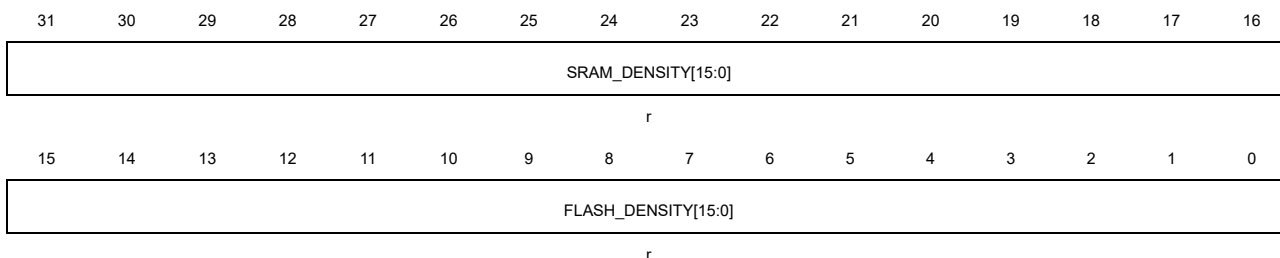 31 30 29 28 27 26 25 24 23 22 21 20 19 18 17 16
SRAM_DENSITY[15:0]
r
15 14 13 12 11 10 9 8 7 6 5 4 3 2 1 0
FLASH_DENSITY[15:0]
r